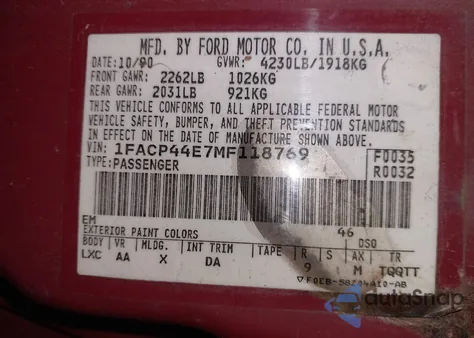 MFD. BY FORD MOTOR CO. IN U.S.A.
DATE: 10/90 GVWR: 4230LB/1918KG
FRONT GAWR: 2262LB 1026KG
REAR GAWR: 2031LB 921KG
THIS VEHICLE CONFORMS TO ALL APPLICABLE FEDERAL MOTOR
VEHICLE SAFETY, BUMPER, AND THEFT PREVENTION STANDARDS
IN EFFECT ON THE DATE OF MANUFACTURE SHOWN ABOVE.
VIN: 1FACP44E7MF118769 F0035
TYPE: PASSENGER R0032
EM 46
EXTERIOR PAINT COLORS DSO
BODY VR MLDG. INT TRIM TAPE R S AX TR
LXC AA X DA 9 M TQQTT
▽ F0EB-58204A10-AB
autoSnap